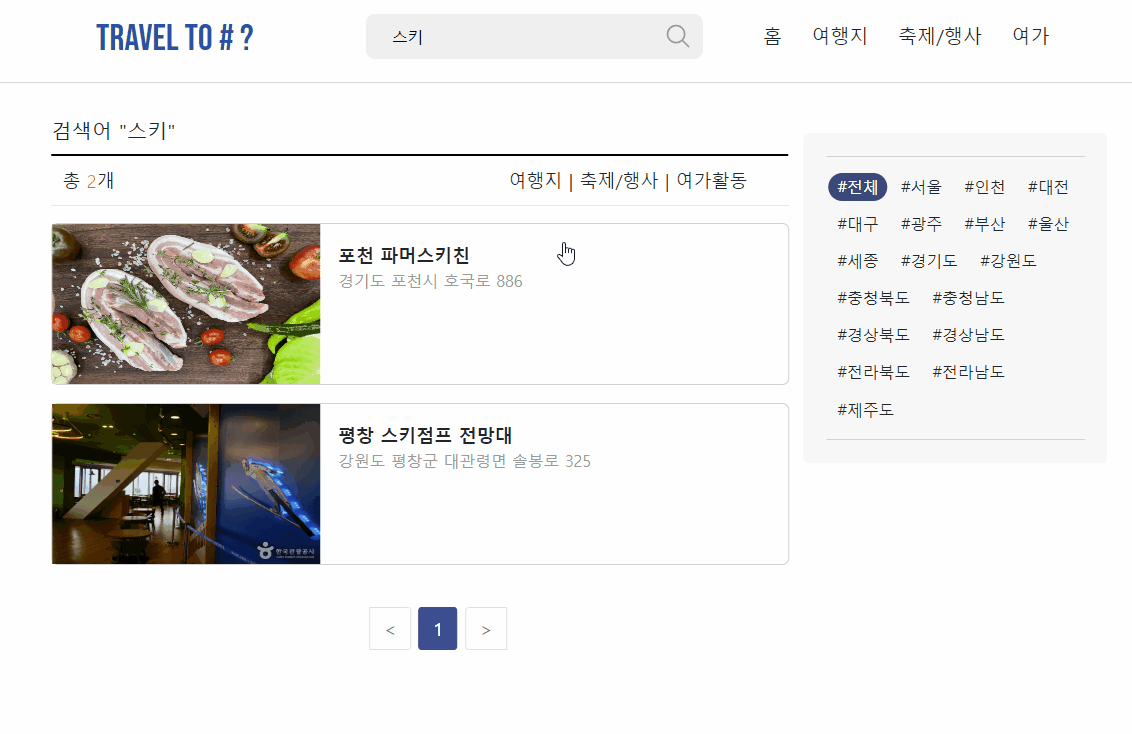 TRAVEL TO # ?
스키
홈 여행지 축제/행사 여가
검색어 "스키"
총 2개
여행지 | 축제/행사 | 여가활동
포천 파머스키친
경기도 포천시 호국로 886
평창 스키점프 전망대
강원도 평창군 대관령면 솔봉로 325
한국관광공사
< 1 >
#전체 #서울 #인천 #대전
#대구 #광주 #부산 #울산
#세종 #경기도 #강원도
#충청북도 #충청남도
#경상북도 #경상남도
#전라북도 #전라남도
#제주도